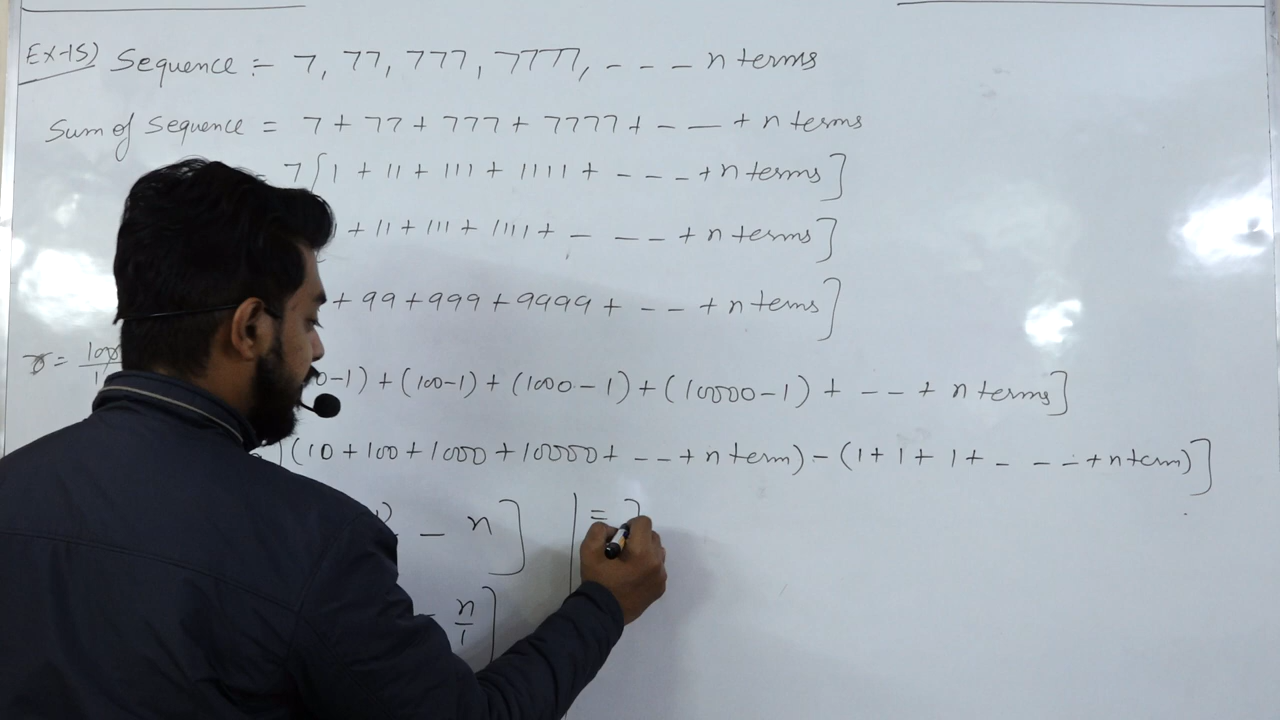 Ex-15) Sequence :- 7, 77, 777, 7777, - - - n terms
Sum of Sequence = 7 + 77 + 777 + 7777 + - - + n terms
= 7 [ 1 + 11 + 111 + 1111 + - - - + n terms ]
1 + 11 + 111 + 1111 + - - - + n terms ]
+ 99 + 999 + 9999 + - - + n terms ]
0-1) + (100-1) + (1000-1) + (10000-1) + - - + n terms ]
[(10 + 100 + 1000 + 10000 + - - + n term) - (1 + 1 + 1 + - - - + n term) ]
- n ] | =
- n/1 ]